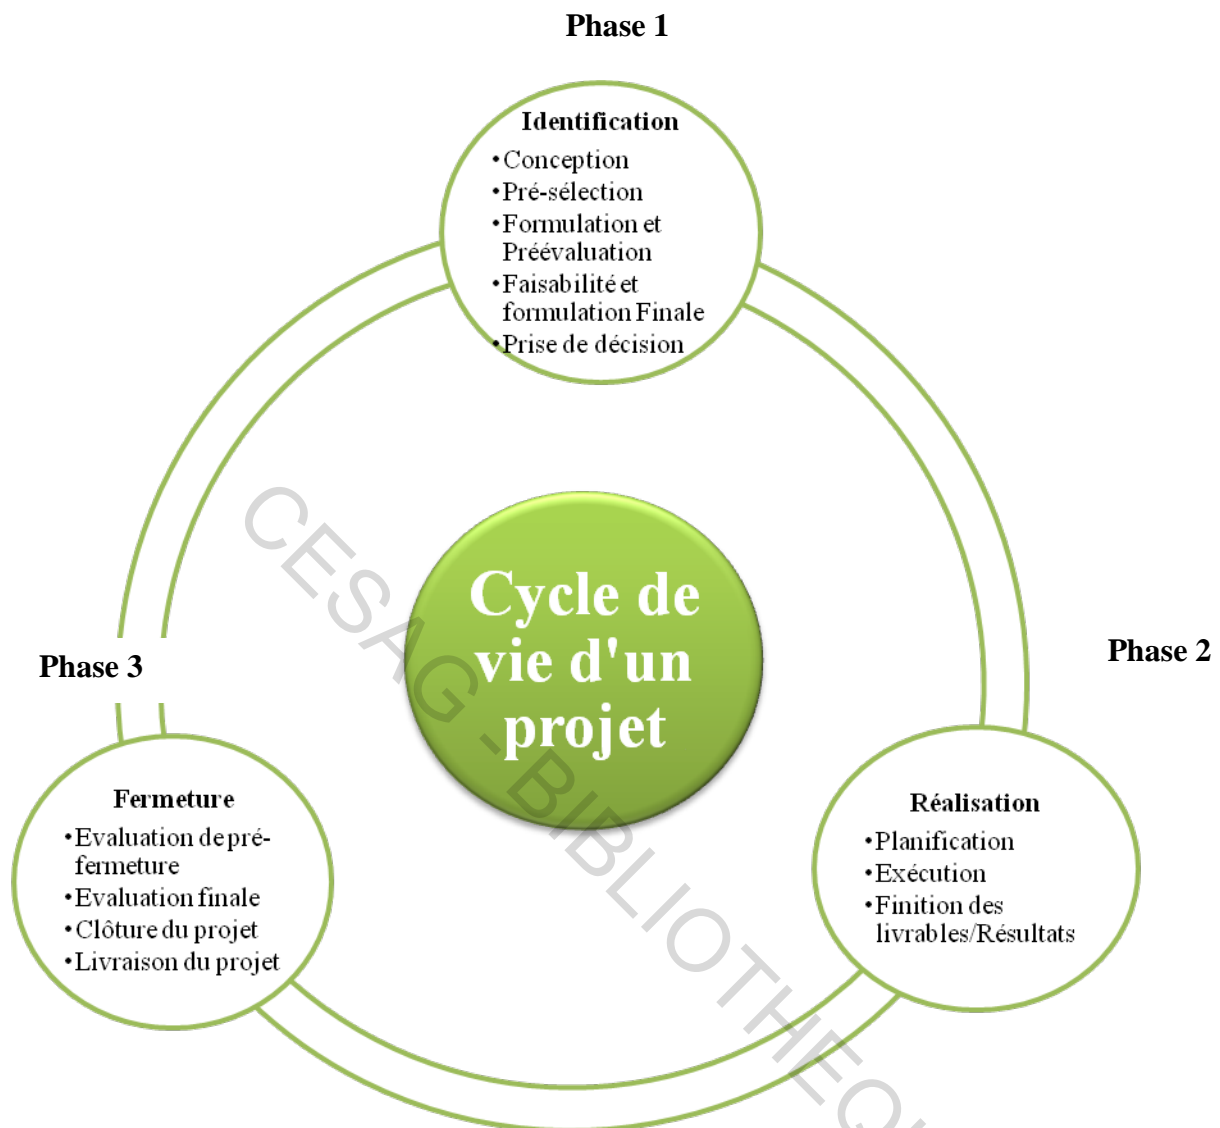 Phase 1
Identification
•Conception
•Pré-sélection
•Formulation et
Préévaluation
•Faisabilité et
formulation Finale
•Prise de décision
Cycle de
vie d'un
projet
Phase 2
Réalisation
•Planification
•Exécution
•Finition des
livrables/Résultats
Phase 3
Fermeture
•Evaluation de pré-
fermeture
•Evaluation finale
•Clôture du projet
•Livraison du projet
CESAG - BIBLIOTHEQU